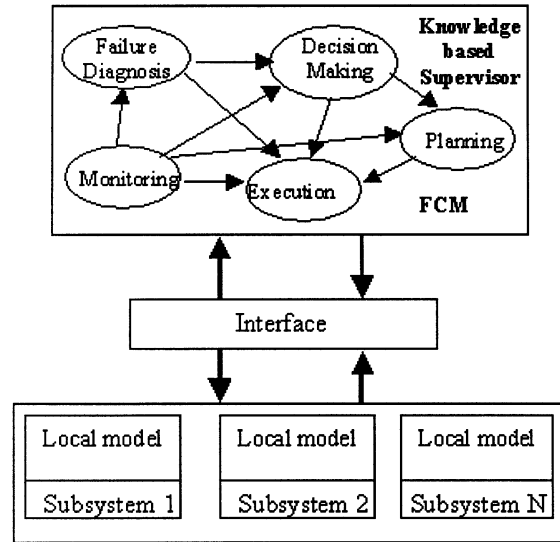 Failure
Diagnosis
Decision
Making
Knowledge
based
Supervisor
Planning
Monitoring
Execution
FCM
Interface
Local model
Subsystem 1
Local model
Subsystem 2
Local model
Subsystem N